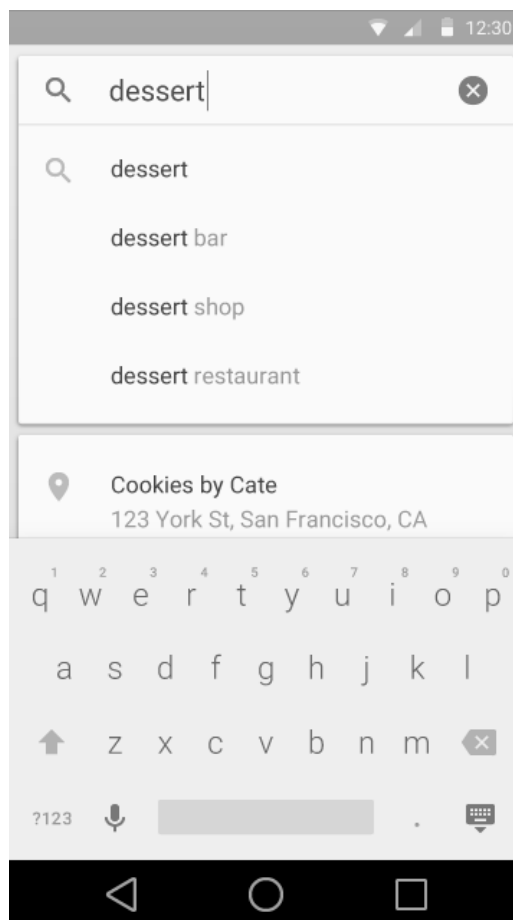 12:30
dessert
dessert
dessert bar
dessert shop
dessert restaurant
Cookies by Cate
123 York St, San Francisco, CA
1 2 3 4 5 6 7 8 9 0
q w e r t y u i o p
a s d f g h j k l
z x c v b n m
?123 .